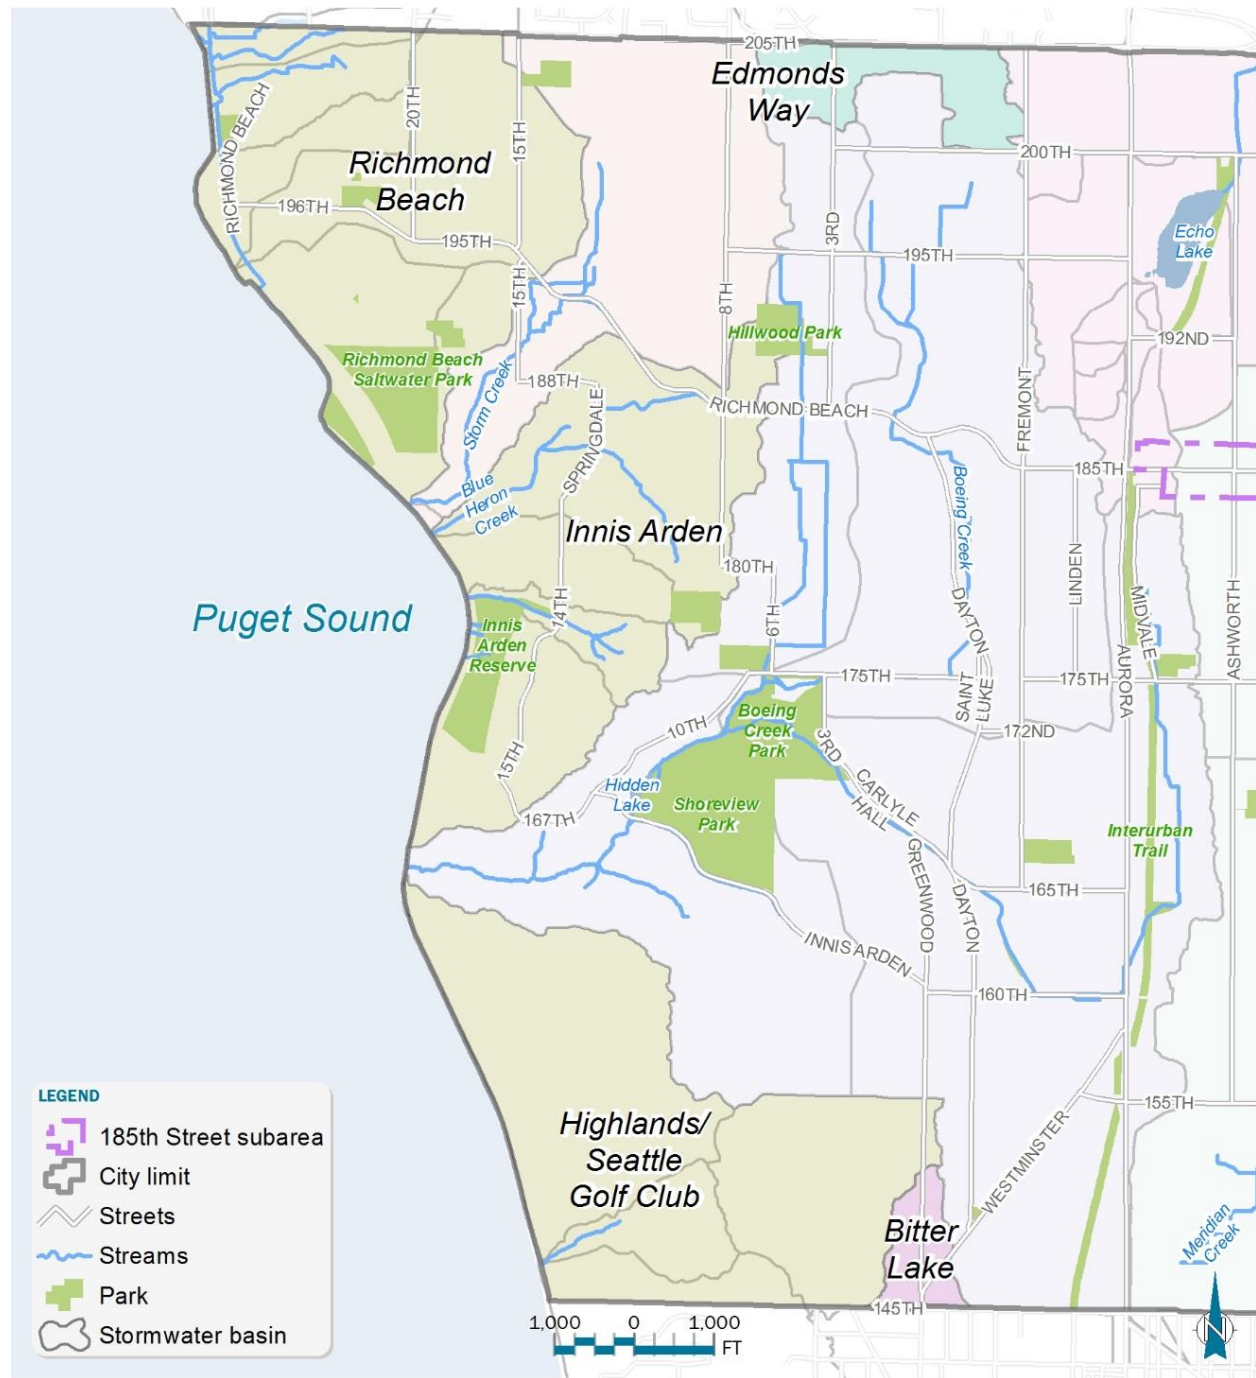 205TH
Edmonds
Way
RICHMOND BEACH
20TH
15TH
Richmond
Beach
200TH
196TH
195TH
3RD
195TH
Echo
Lake
15TH
8TH
Hillwood Park
192ND
Richmond Beach
Saltwater Park
Storm Creek
188TH
SPRINGDALE
RICHMOND BEACH
FREMONT
185TH
Blue
Heron
Creek
Boeing Creek
Innis Arden
180TH
LINDEN
MIDVALE
ASHWORTH
Puget Sound
14TH
6TH
DAYTON
Innis
Arden
Reserve
AURORA
175TH
SAINT
LUKE
175TH
15TH
10TH
Boeing
Creek
Park
3RD
172ND
Hidden
Lake
167TH
Shoreview
Park
CARLYLE
HALL
Interurban
Trail
GREENWOOD
DAYTON
165TH
INNIS ARDEN
160TH
155TH
WESTMINSTER
Highlands/
Seattle
Golf Club
Bitter
Lake
Meridian
Creek
145TH
LEGEND
185th Street subarea
City limit
Streets
Streams
Park
Stormwater basin
1,000 0 1,000
FT
N